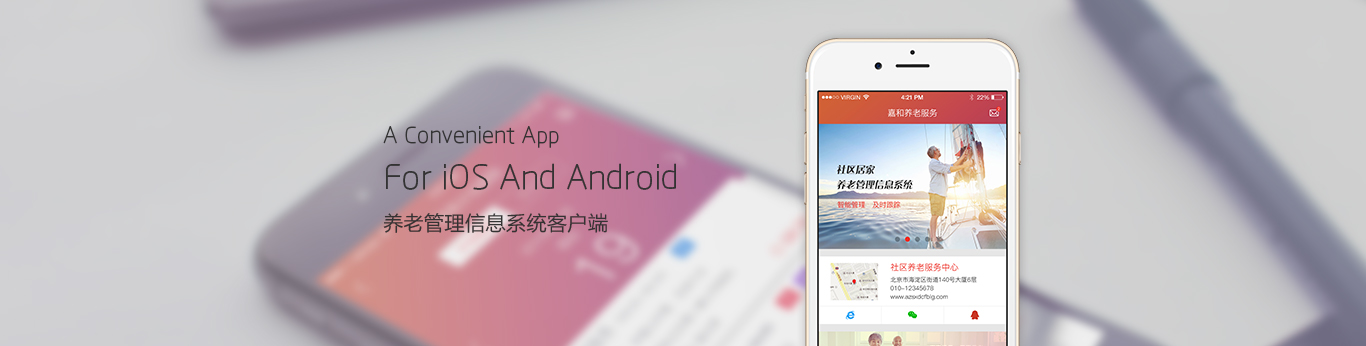 A Convenient App
For iOS And Android
养老管理信息系统客户端
VIRGIN 4:21 PM 22%
嘉和养老服务
社区居家
养老管理信息系统
智能管理 及时跟踪
社区养老服务中心
北京市海淀区街道140号大厦6层
010-12345678
www.azsxdcfbig.com
19